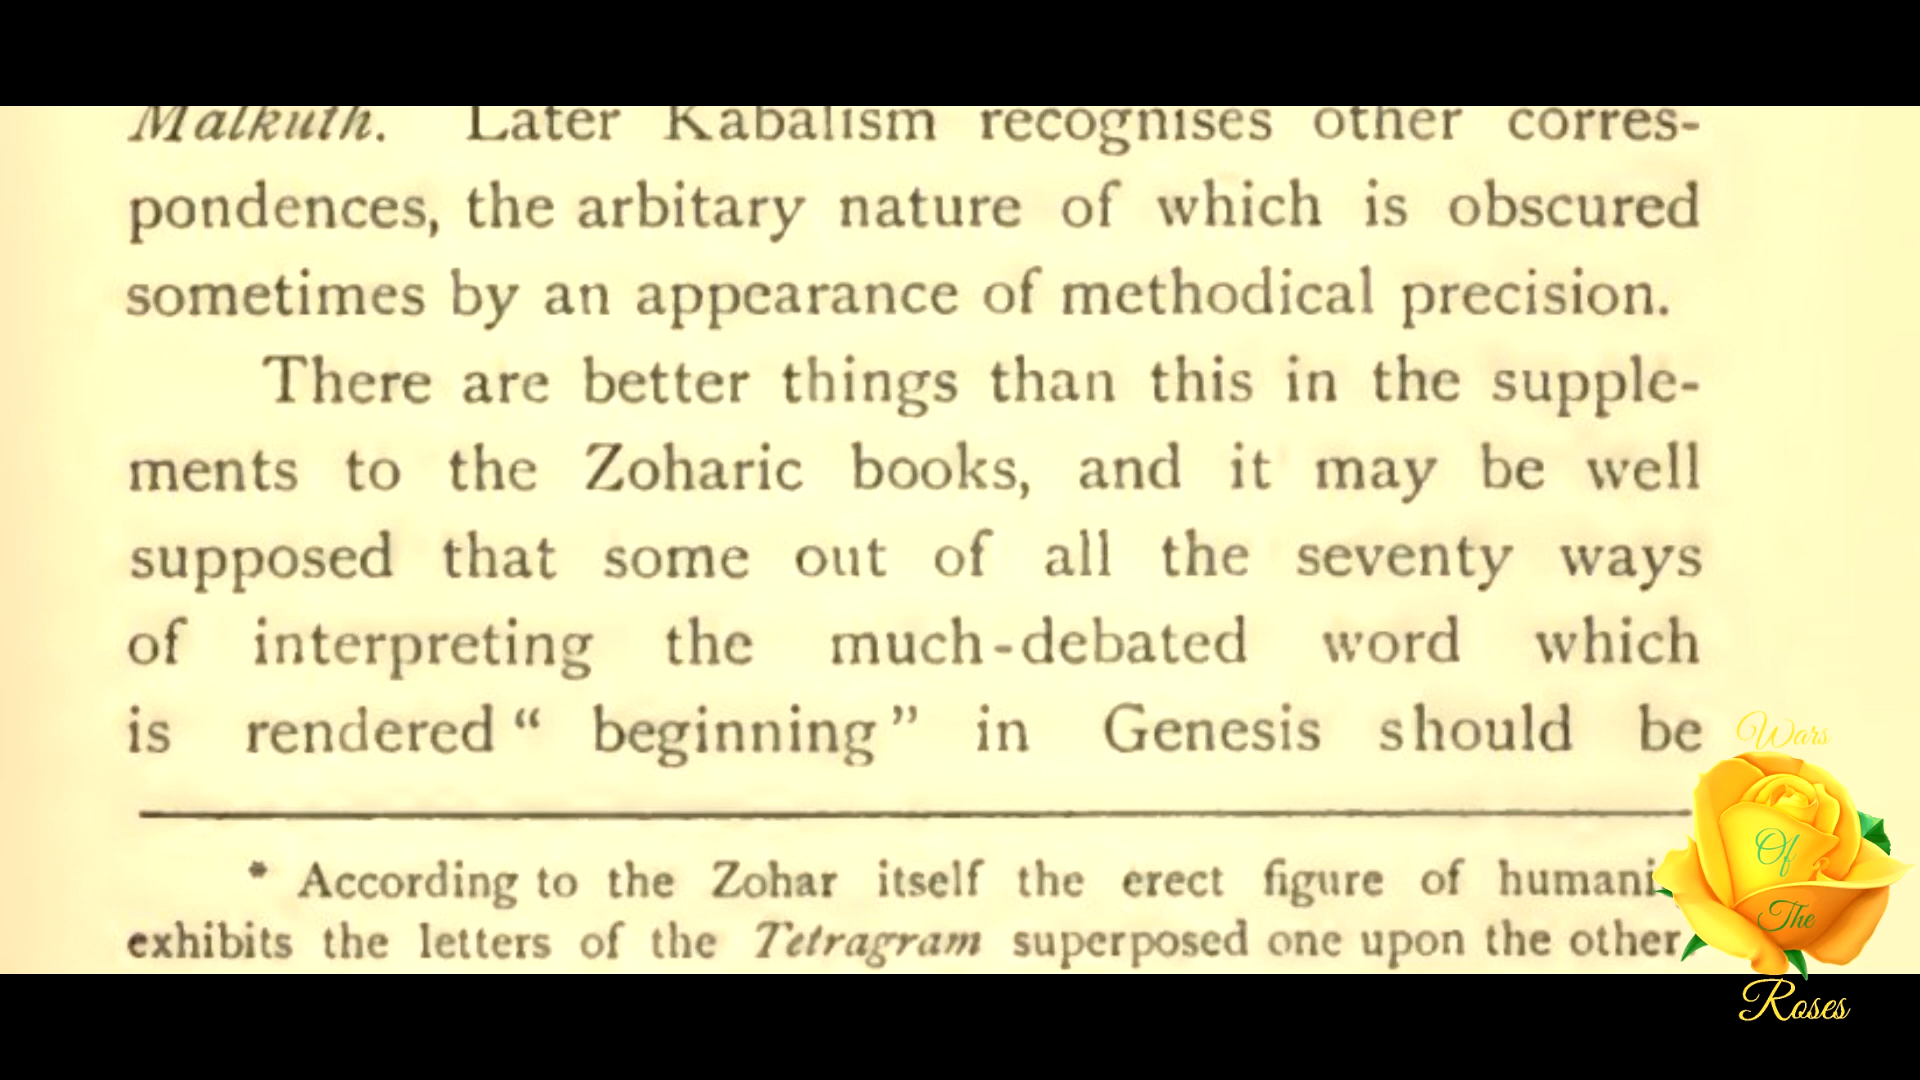 Malkuth. Later Kabalism recognises other corres-
pondences, the arbitary nature of which is obscured
sometimes by an appearance of methodical precision.
There are better things than this in the supple-
ments to the Zoharic books, and it may be well
supposed that some out of all the seventy ways
of interpreting the much-debated word which
is rendered “ beginning ” in Genesis should be
* According to the Zohar itself the erect figure of
exhibits the letters of the Tetragram superposed one upon the other
Wars
Of
The
Roses